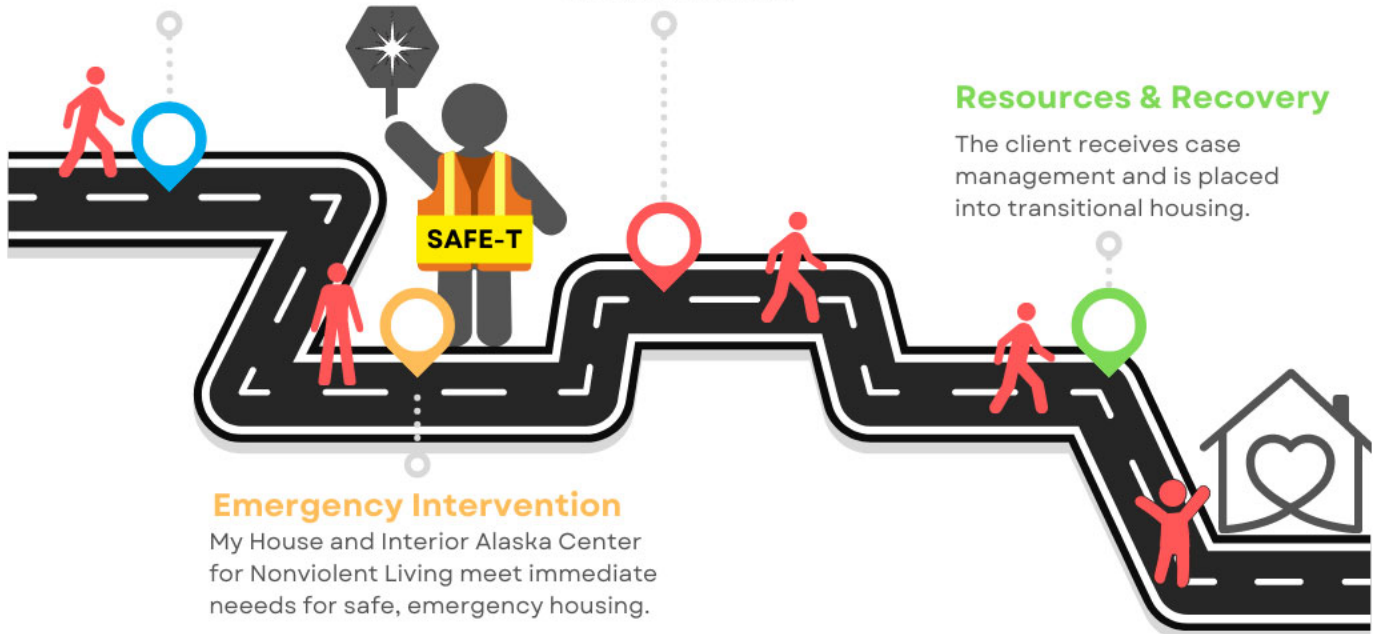 Resources & Recovery
The client receives case
management and is placed
into transitional housing.
SAFE-T
Emergency Intervention
My House and Interior Alaska Center
for Nonviolent Living meet immediate
neeeds for safe, emergency housing.